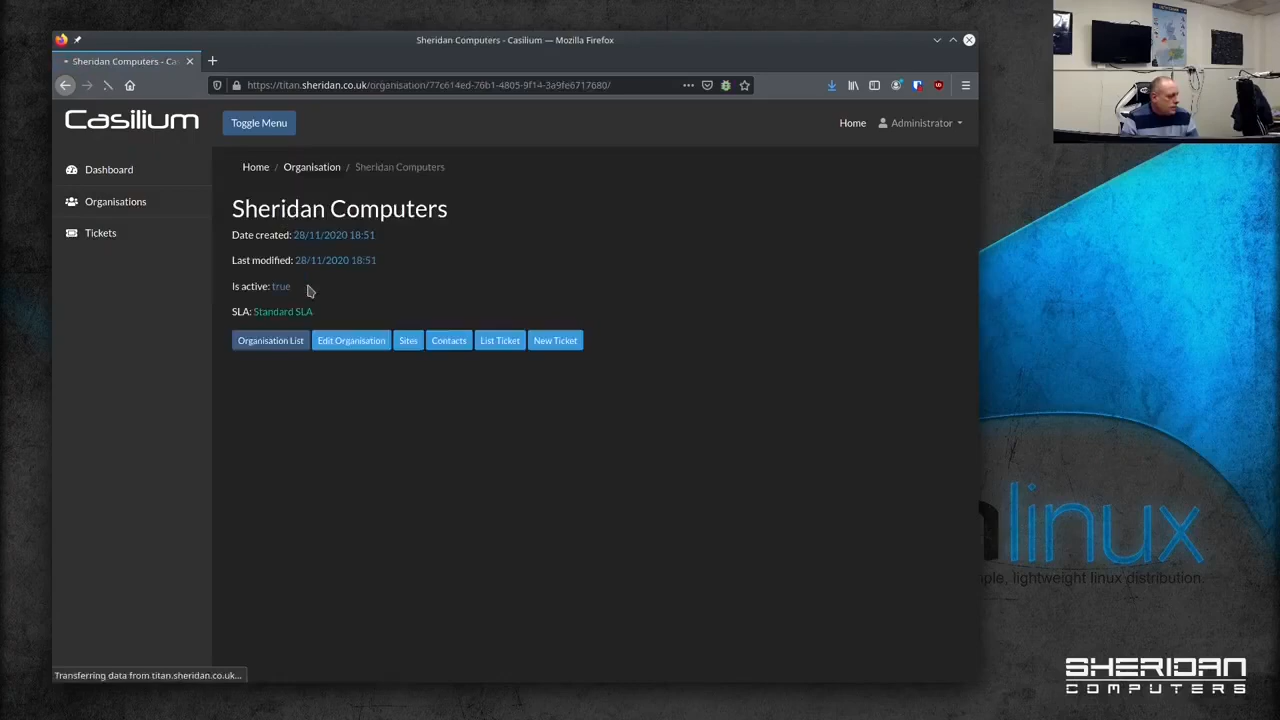 Sheridan Computers - Casilium — Mozilla Firefox
Sheridan Computers - Cas
https://titan.sheridan.co.uk/organisation/77c614ed-76b1-4805-9f14-3a9fe6717680/
Casilium
Toggle Menu
Home
Administrator
Dashboard
Organisations
Tickets
Home / Organisation / Sheridan Computers
Sheridan Computers
Date created: 28/11/2020 18:51
Last modified: 28/11/2020 18:51
Is active: true
SLA: Standard SLA
Organisation List
Edit Organisation
Sites
Contacts
List Ticket
New Ticket
linux
mple, lightweight linux distribution.
Transferring data from titan.sheridan.co.uk...
SHERIDAN
COMPUTERS